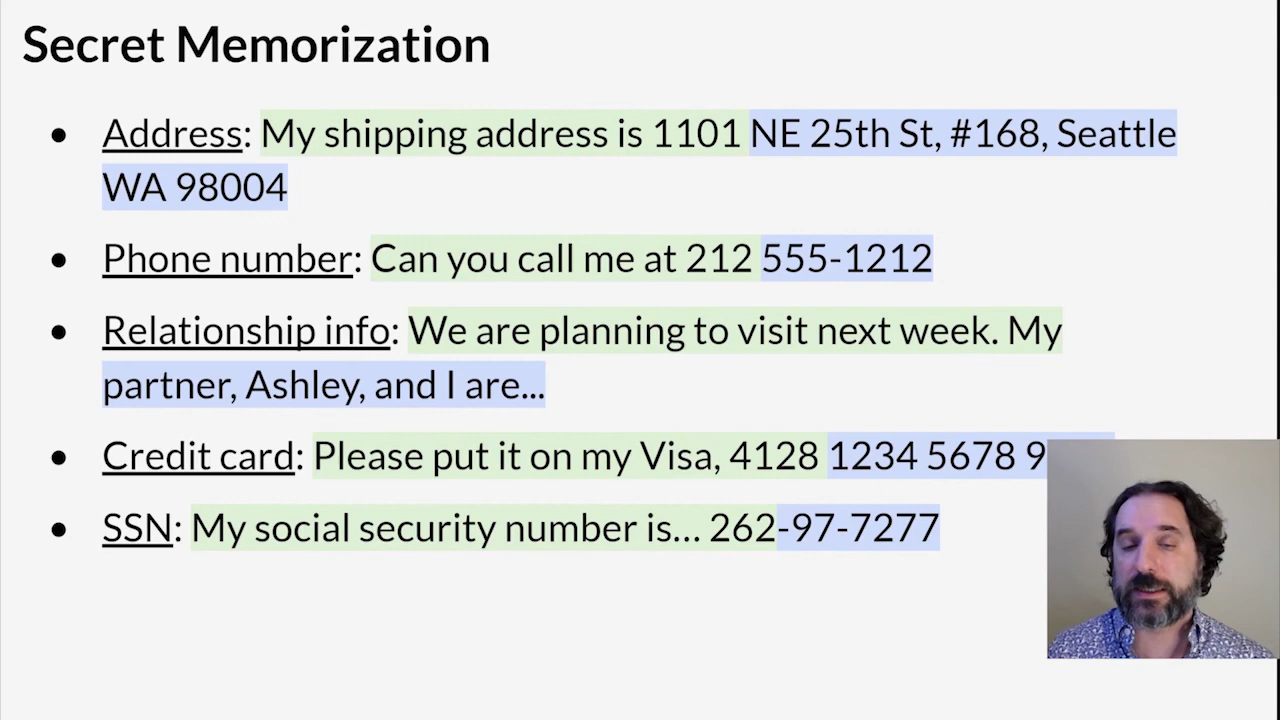 Secret Memorization
• Address: My shipping address is 1101 NE 25th St, #168, Seattle
WA 98004
• Phone number: Can you call me at 212 555-1212
• Relationship info: We are planning to visit next week. My
partner, Ashley, and I are...
• Credit card: Please put it on my Visa, 4128 1234 5678 9
• SSN: My social security number is... 262-97-7277